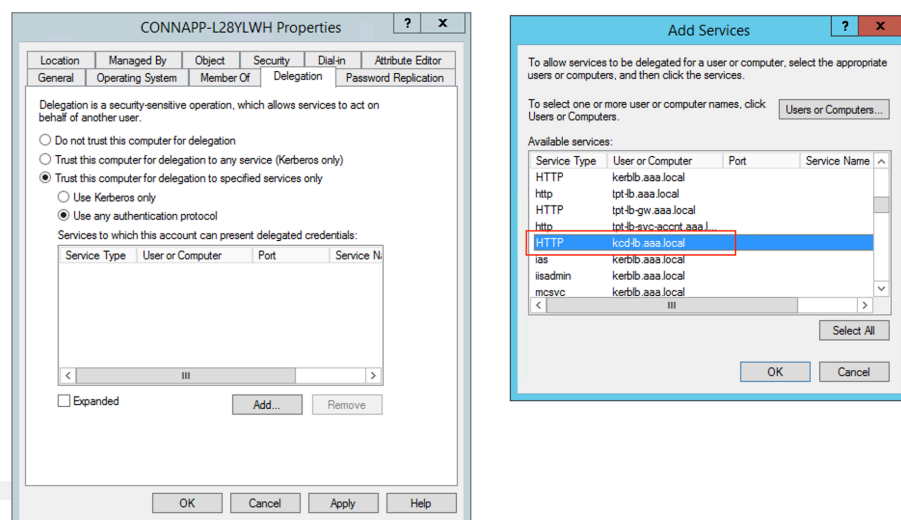 CONNAPP-L28YLWH Properties
?
x
Location
Managed By
Object
Security
Dial-in
Attribute Editor
General
Operating System
Member Of
Delegation
Password Replication
Delegation is a security-sensitive operation, which allows services to act on
behalf of another user.
Do not trust this computer for delegation
Trust this computer for delegation to any service (Kerberos only)
Trust this computer for delegation to specified services only
Use Kerberos only
Use any authentication protocol
Services to which this account can present delegated credentials:
Service Type
User or Computer
Port
Service Na
Expanded
Add...
Remove
OK
Cancel
Apply
Help
Add Services
?
x
To allow services to be delegated for a user or computer, select the appropriate
users or computers, and then click the services.
To select one or more user or computer names, click
Users or Computers.
Users or Computers...
Available services:
Service Type
User or Computer
Port
Service Name
HTTP kerblb.aaa.local
http tpt-lb.aaa.local
HTTP tpt-lb-gw.aaa.local
http tpt-lb-svc-accnt.aaa.l...
HTTP kcd-lb.aaa.local
ias kerblb.aaa.local
iisadmin kerblb.aaa.local
mcsvc kerblb.aaa.local
Select All
OK
Cancel